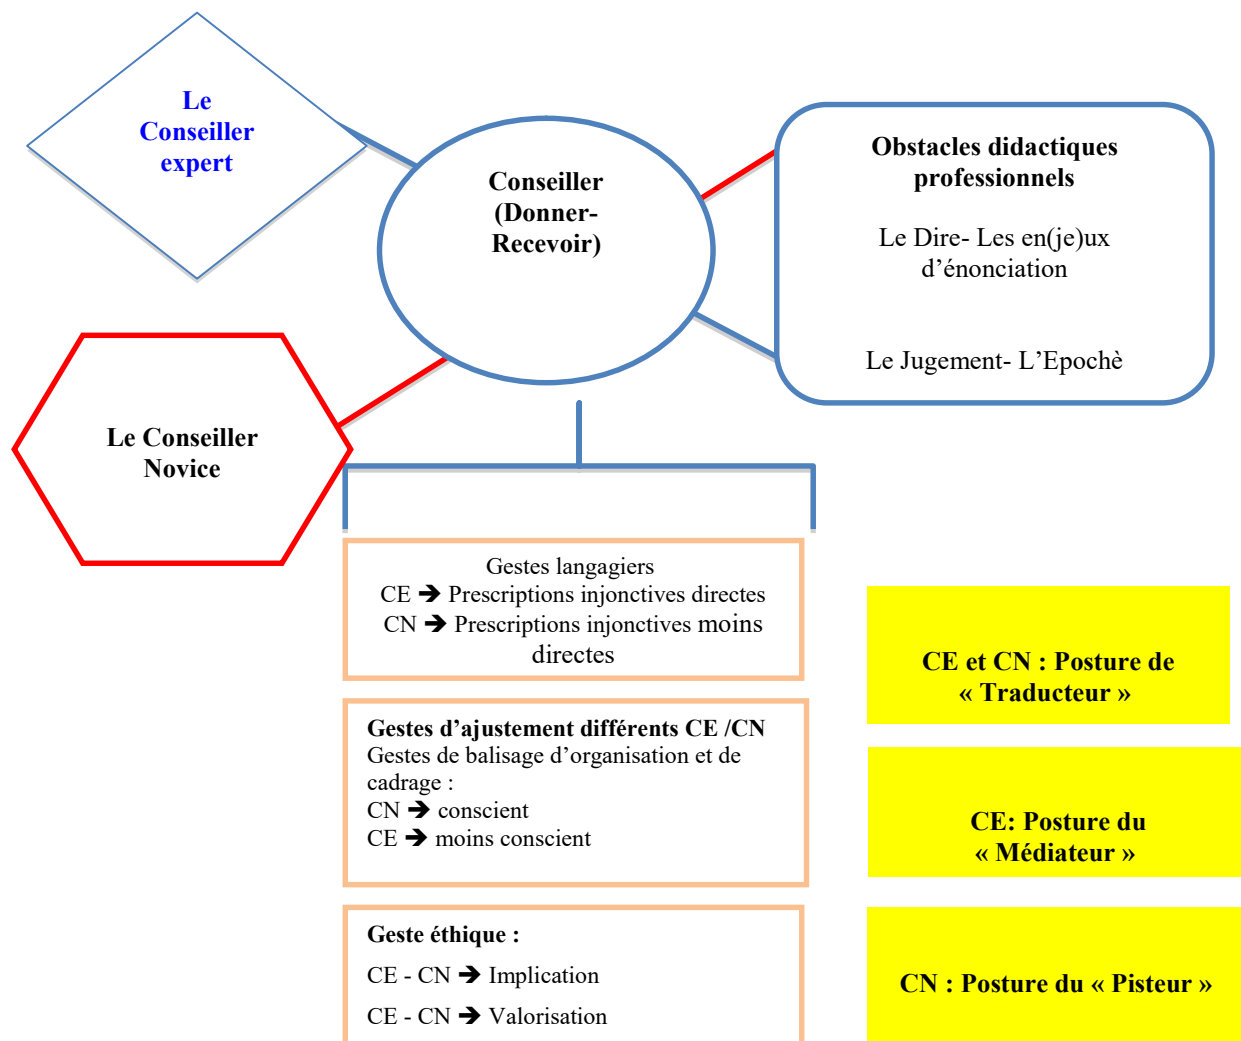 Le
Conseiller
expert
Conseiller
(Donner-
Recevoir)
Obstacles didactiques
professionnels
Le Dire- Les en(je)ux
d’énonciation
Le Jugement- L’Epochè
Le Conseiller
Novice
Gestes langagiers
CE ➔ Prescriptions injonctives directes
CN ➔ Prescriptions injonctives moins
directes
CE et CN : Posture de
« Traducteur »
Gestes d’ajustement différents CE /CN
Gestes de balisage d’organisation et de
cadrage :
CN ➔ conscient
CE ➔ moins conscient
CE: Posture du
« Médiateur »
Geste éthique :
CE - CN ➔ Implication
CE - CN ➔ Valorisation
CN : Posture du « Pisteur »